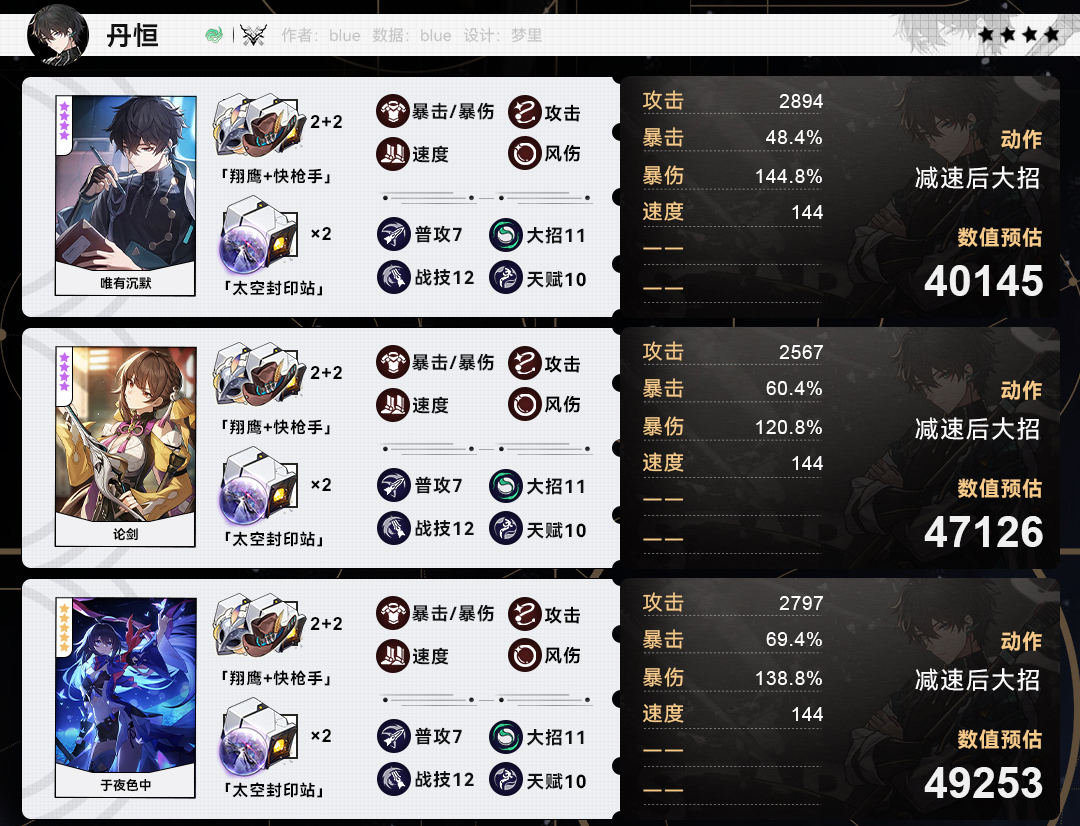 丹恒
作者: blue 数据: blue 设计: 梦里
唯有沉默
2+2
「翔鹰+快枪手」
×2
「太空封印站」
暴击/暴伤 攻击
速度 风伤
普攻7 大招11
战技12 天赋10
攻击 2894
暴击 48.4%
暴伤 144.8%
速度 144
——
——
动作
减速后大招
数值预估
40145
论剑
2+2
「翔鹰+快枪手」
×2
「太空封印站」
暴击/暴伤 攻击
速度 风伤
普攻7 大招11
战技12 天赋10
攻击 2567
暴击 60.4%
暴伤 120.8%
速度 144
——
——
动作
减速后大招
数值预估
47126
于夜色中
2+2
「翔鹰+快枪手」
×2
「太空封印站」
暴击/暴伤 攻击
速度 风伤
普攻7 大招11
战技12 天赋10
攻击 2797
暴击 69.4%
暴伤 138.8%
速度 144
——
——
动作
减速后大招
数值预估
49253